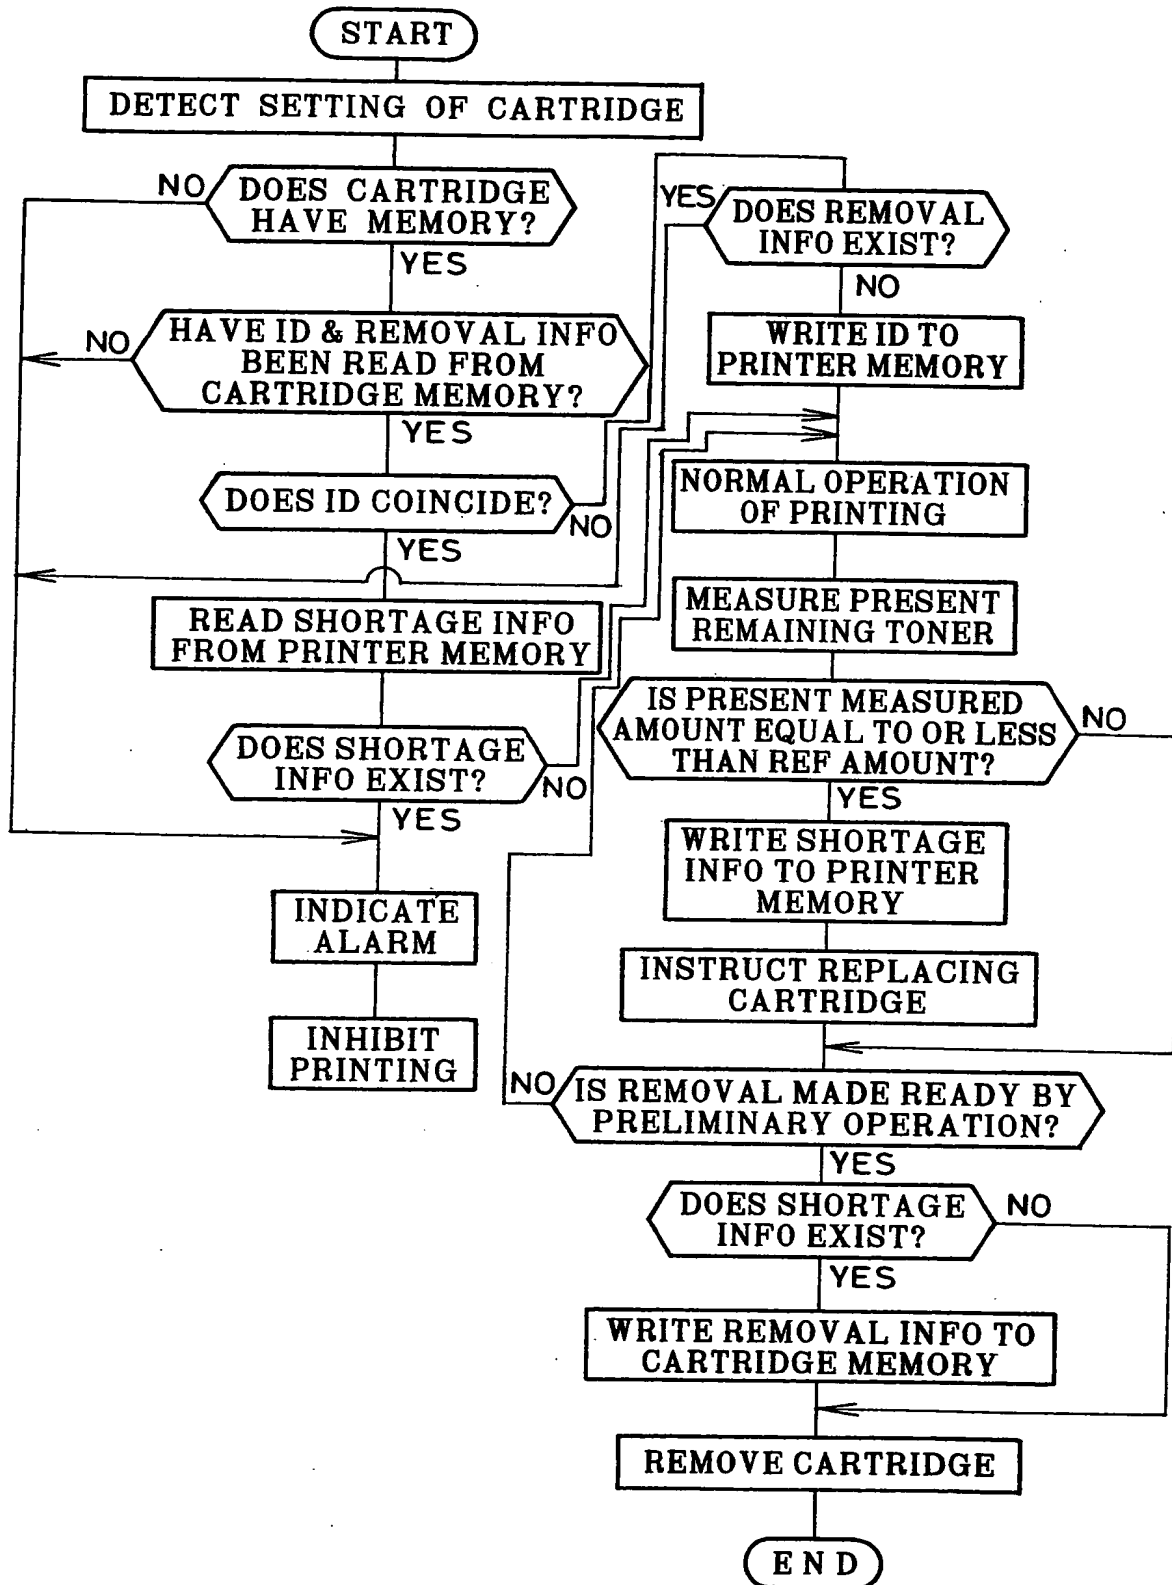 START
DETECT SETTING OF CARTRIDGE
NO
DOES CARTRIDGE
HAVE MEMORY?
YES
NO
HAVE ID & REMOVAL INFO
BEEN READ FROM
CARTRIDGE MEMORY?
YES
DOES ID COINCIDE?
NO
YES
READ SHORTAGE INFO
FROM PRINTER MEMORY
DOES SHORTAGE
INFO EXIST?
NO
YES
INDICATE
ALARM
INHIBIT
PRINTING
YES
DOES REMOVAL
INFO EXIST?
NO
WRITE ID TO
PRINTER MEMORY
NORMAL OPERATION
OF PRINTING
MEASURE PRESENT
REMAINING TONER
IS PRESENT MEASURED
AMOUNT EQUAL TO OR LESS
THAN REF AMOUNT?
NO
YES
WRITE SHORTAGE
INFO TO PRINTER
MEMORY
INSTRUCT REPLACING
CARTRIDGE
NO
IS REMOVAL MADE READY BY
PRELIMINARY OPERATION?
YES
DOES SHORTAGE
INFO EXIST?
NO
YES
WRITE REMOVAL INFO TO
CARTRIDGE MEMORY
REMOVE CARTRIDGE
END